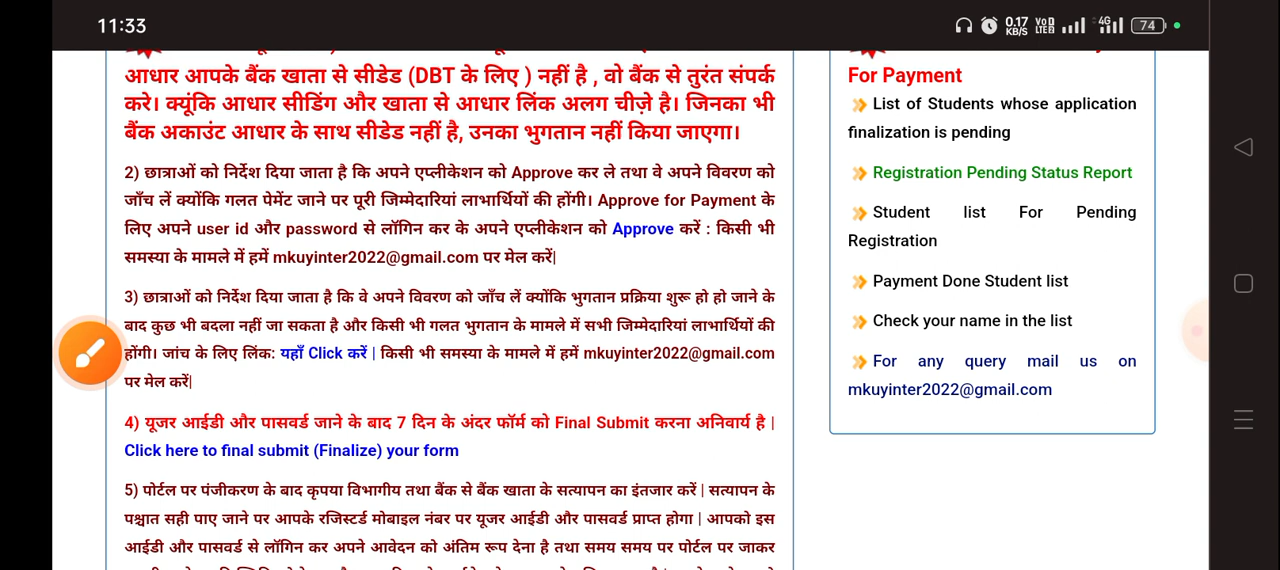 11:33
0.17 KB/S
4G
74
आधार आपके बैंक खाता से सीडेड (DBT के लिए ) नहीं है , वो बैंक से तुरंत संपर्क
करे। क्यूंकि आधार सीडिंग और खाता से आधार लिंक अलग चीज़े है। जिनका भी
बैंक अकाउंट आधार के साथ सीडेड नहीं है, उनका भुगतान नहीं किया जाएगा।
2) छात्राओं को निर्देश दिया जाता है कि अपने एप्लीकेशन को Approve कर ले तथा वे अपने विवरण को
जाँच लें क्योंकि गलत पेमेंट जाने पर पूरी जिम्मेदारियां लाभार्थियों की होंगी। Approve for Payment के
लिए अपने user id और password से लॉगिन कर के अपने एप्लीकेशन को Approve करें : किसी भी
समस्या के मामले में हमें mkuyinter2022@gmail.com पर मेल करें|
3) छात्राओं को निर्देश दिया जाता है कि वे अपने विवरण को जाँच लें क्योंकि भुगतान प्रक्रिया शुरू हो हो जाने के
बाद कुछ भी बदला नहीं जा सकता है और किसी भी गलत भुगतान के मामले में सभी जिम्मेदारियां लाभार्थियों की
होंगी। जांच के लिए लिंक: यहाँ Click करें | किसी भी समस्या के मामले में हमें mkuyinter2022@gmail.com
पर मेल करें|
4) यूजर आईडी और पासवर्ड जाने के बाद 7 दिन के अंदर फॉर्म को Final Submit करना अनिवार्य है |
Click here to final submit (Finalize) your form
5) पोर्टल पर पंजीकरण के बाद कृपया विभागीय तथा बैंक से बैंक खाता के सत्यापन का इंतजार करें | सत्यापन के
पश्चात सही पाए जाने पर आपके रजिस्टर्ड मोबाइल नंबर पर यूजर आईडी और पासवर्ड प्राप्त होगा | आपको इस
आईडी और पासवर्ड से लॉगिन कर अपने आवेदन को अंतिम रूप देना है तथा समय समय पर पोर्टल पर जाकर
For Payment
List of Students whose application
finalization is pending
Registration Pending Status Report
Student list For Pending
Registration
Payment Done Student list
Check your name in the list
For any query mail us on
mkuyinter2022@gmail.com